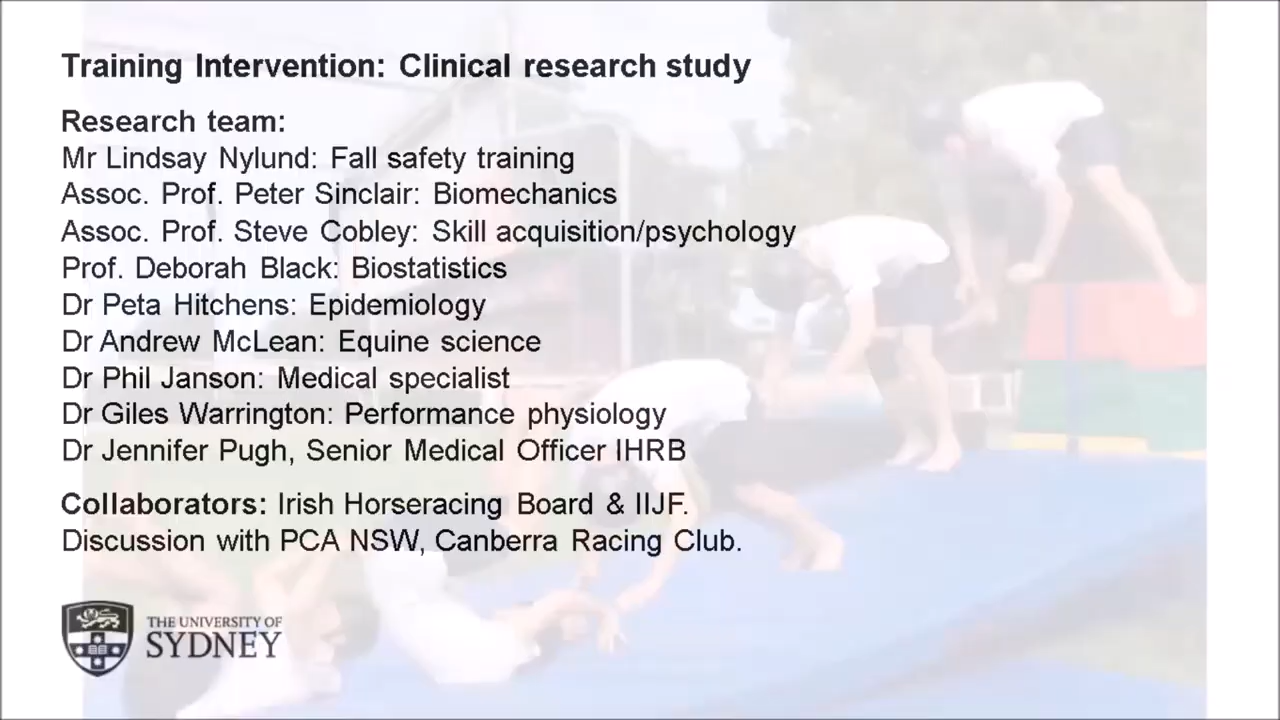 Training Intervention: Clinical research study
Research team:
Mr Lindsay Nylund: Fall safety training
Assoc. Prof. Peter Sinclair: Biomechanics
Assoc. Prof. Steve Cobley: Skill acquisition/psychology
Prof. Deborah Black: Biostatistics
Dr Peta Hitchens: Epidemiology
Dr Andrew McLean: Equine science
Dr Phil Janson: Medical specialist
Dr Giles Warrington: Performance physiology
Dr Jennifer Pugh, Senior Medical Officer IHRB
Collaborators: Irish Horseracing Board & IIJF.
Discussion with PCA NSW, Canberra Racing Club.
THE UNIVERSITY OF
SYDNEY